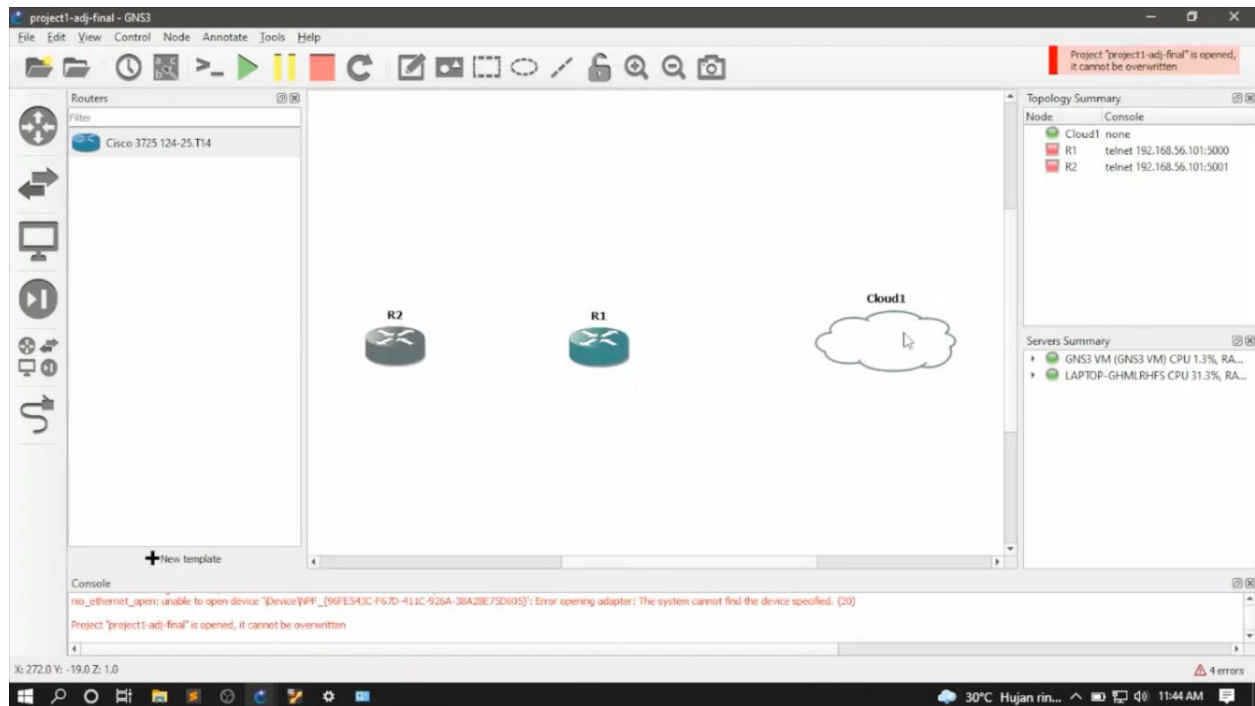 project1-adj-final - GNS3
File Edit View Control Node Annotate Tools Help
Project "project1-adj-final" is opened,
it cannot be overwritten
Routers
Filter
Cisco 3725 124-25.T14
New template
R2
R1
Cloud1
Topology Summary
Node Console
Cloud1 none
R1 telnet 192.168.56.101:5000
R2 telnet 192.168.56.101:5001
Servers Summary
GNS3 VM (GNS3 VM) CPU 1.3%, RA...
LAPTOP-GHMLRHFS CPU 31.3%, RA...
Console
nio_ethernet_open: unable to open device '\Device\NPF_{96FE543C-F67D-411C-926A-38A28E75D605}': Error opening adapter: The system cannot find the device specified. (20)
Project "project1-adj-final" is opened, it cannot be overwritten
X: 272.0 Y: -19.0 Z: 1.0
4 errors
30°C Hujan rin... 11:44 AM